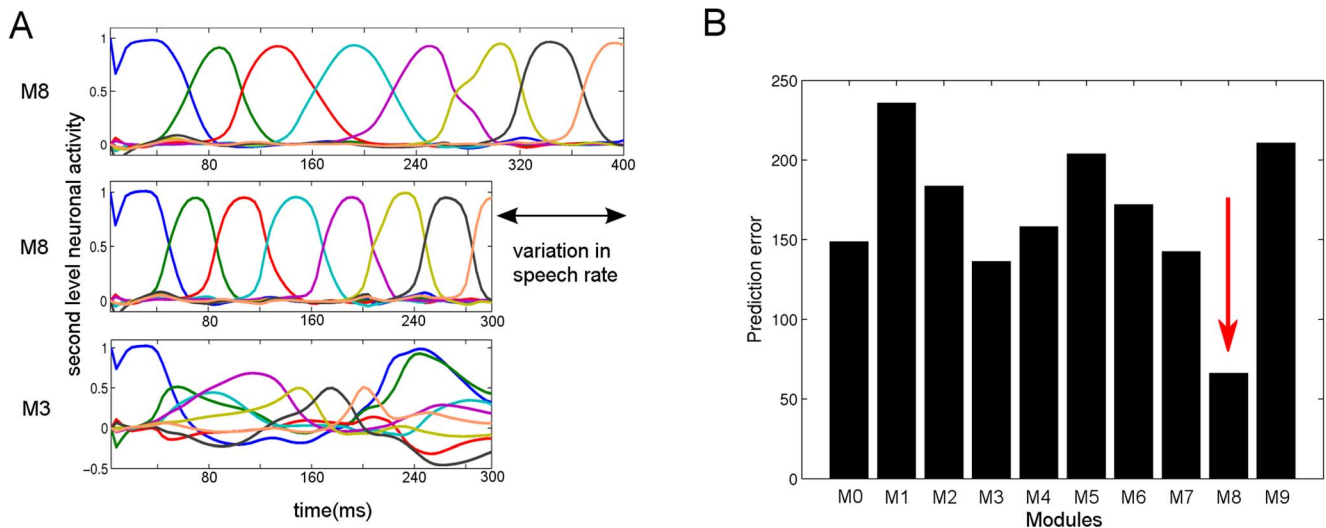 A
B
M8
M8
M3
second level neuronal activity
1
0.5
0
80 160 240 320 400
1
0.5
0
80 160 240 300
variation in
speech rate
1
0.5
0
−0.5
80 160 240 300
time(ms)
Prediction error
250
200
150
100
50
0
M0 M1 M2 M3 M4 M5 M6 M7 M8 M9
Modules